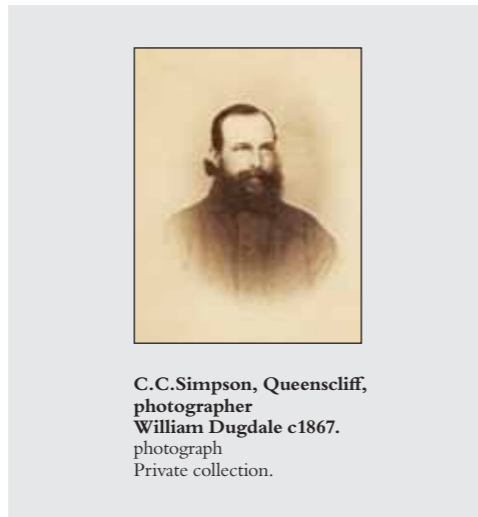 C.C.Simpson, Queenscliff,
photographer
William Dugdale c1867.
photograph
Private collection.